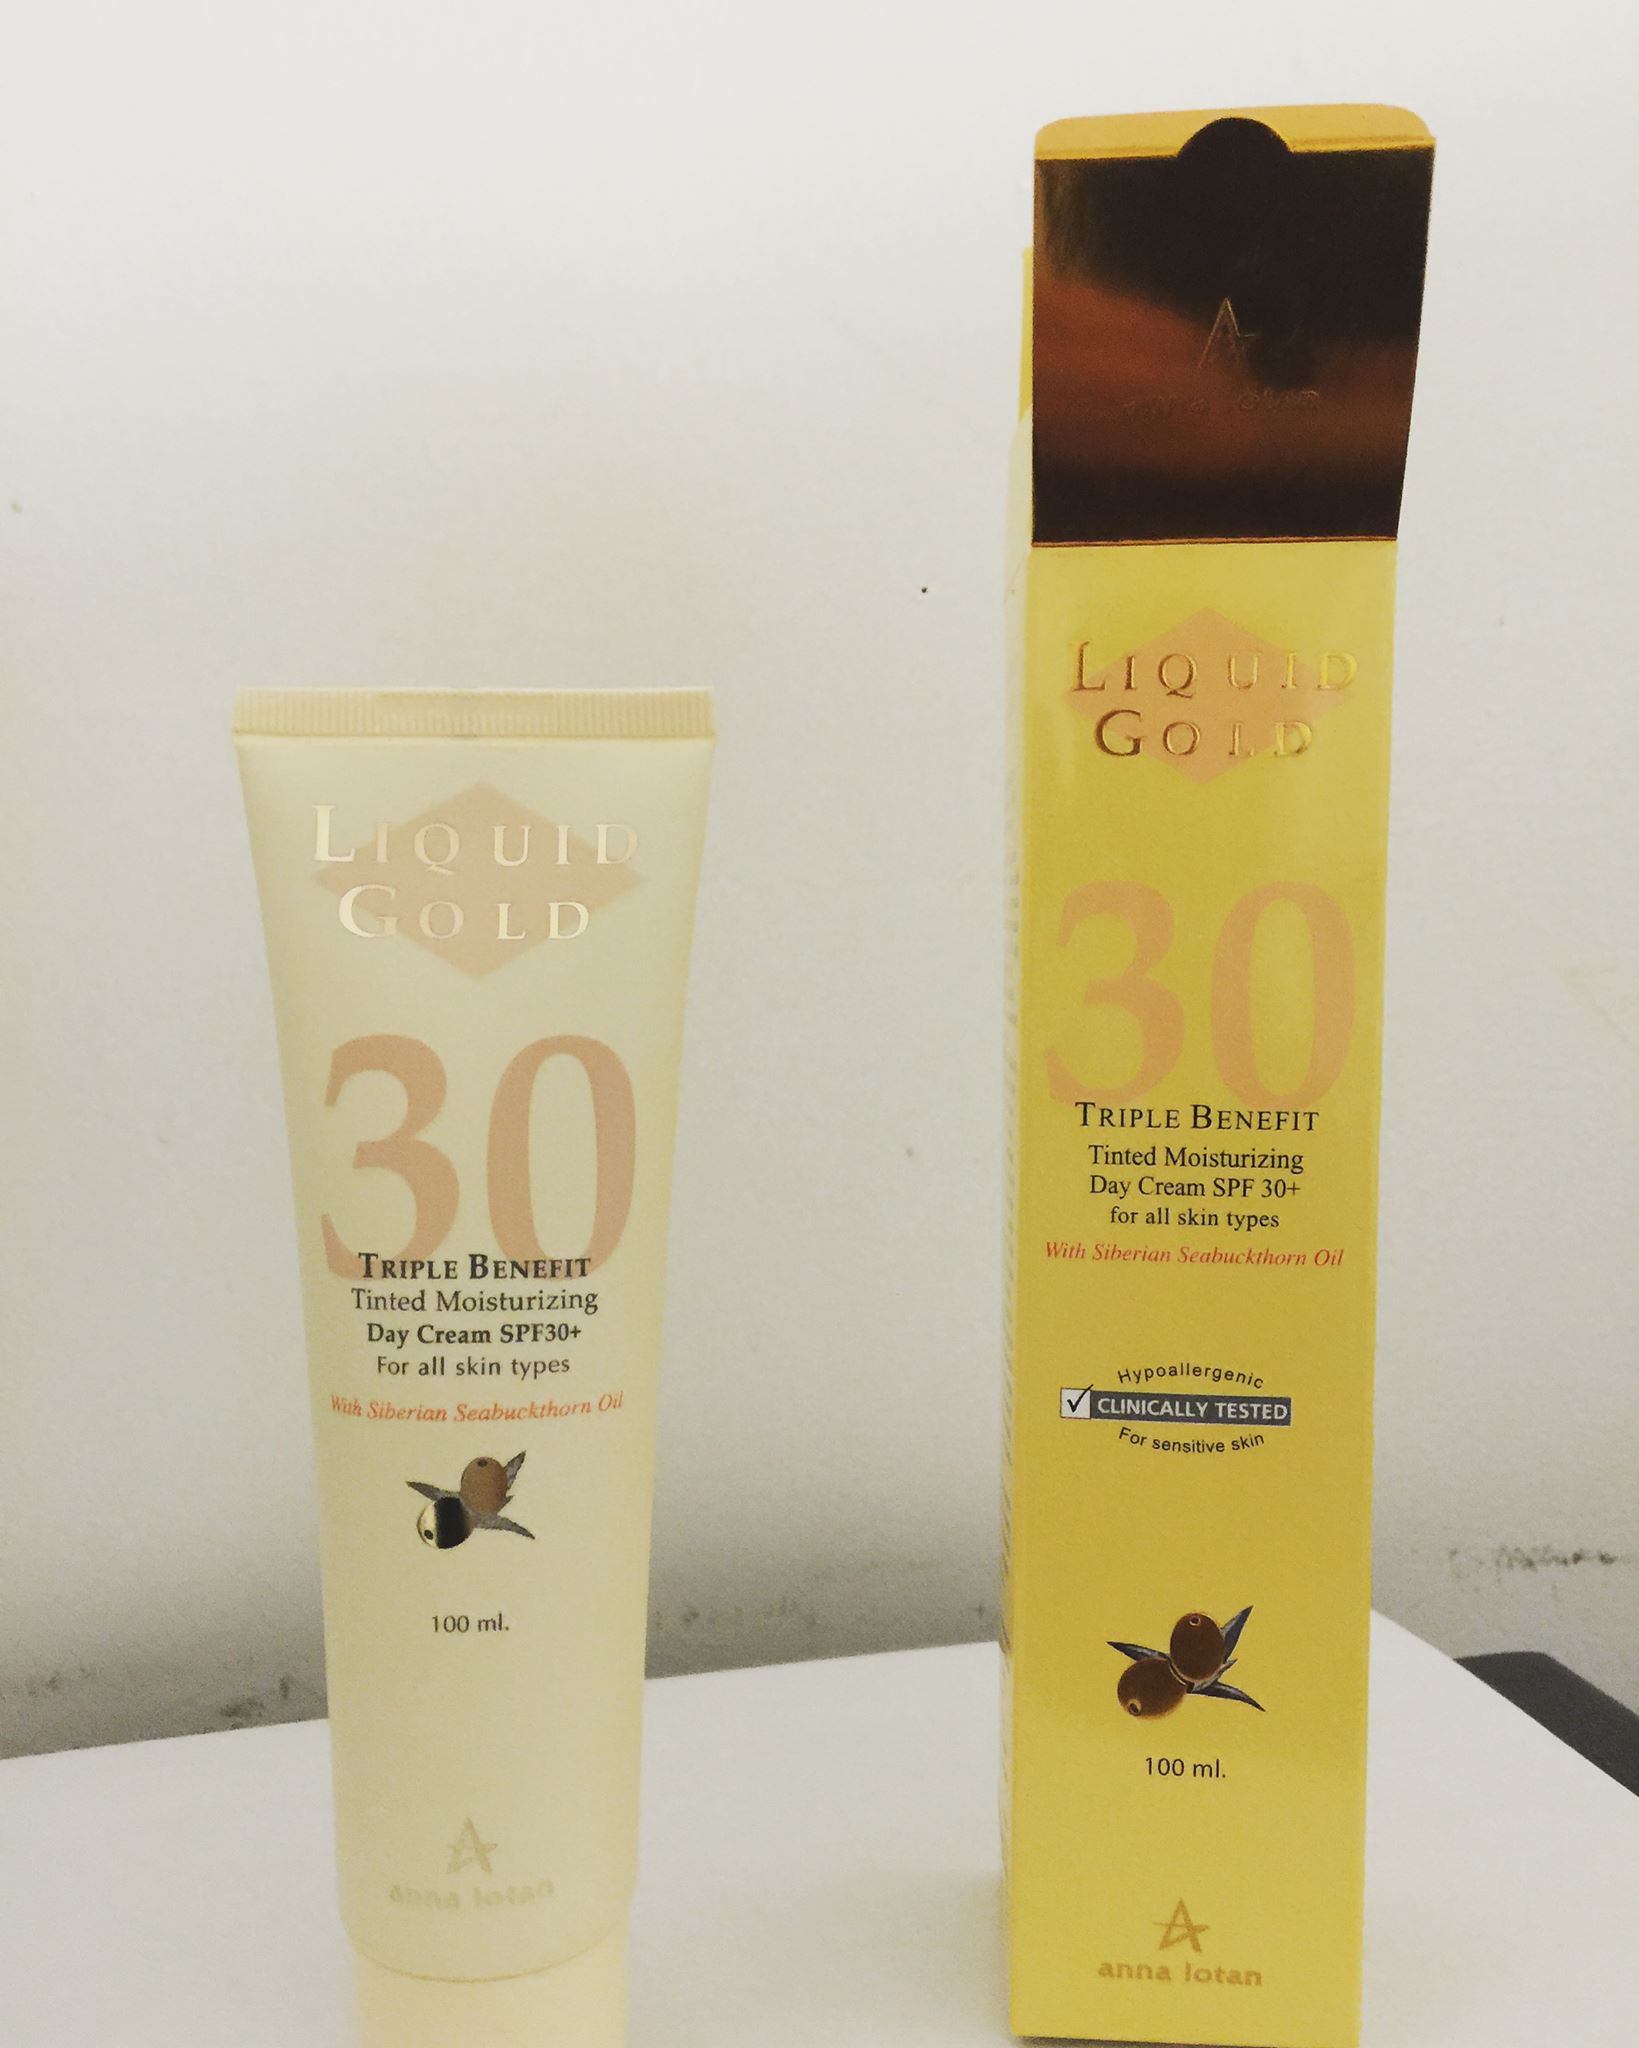 LIQUID
GOLD
30
TRIPLE BENEFIT
Tinted Moisturizing
Day Cream SPF30+
For all skin types
With Siberian Seabuckthorn Oil
100 ml.
anna lotan
A
anna lotan
LIQUID
GOLD
30
TRIPLE BENEFIT
Tinted Moisturizing
Day Cream SPF 30+
for all skin types
With Siberian Seabuckthorn Oil
Hypoallergenic
CLINICALLY TESTED
For sensitive skin
100 ml.
anna lotan